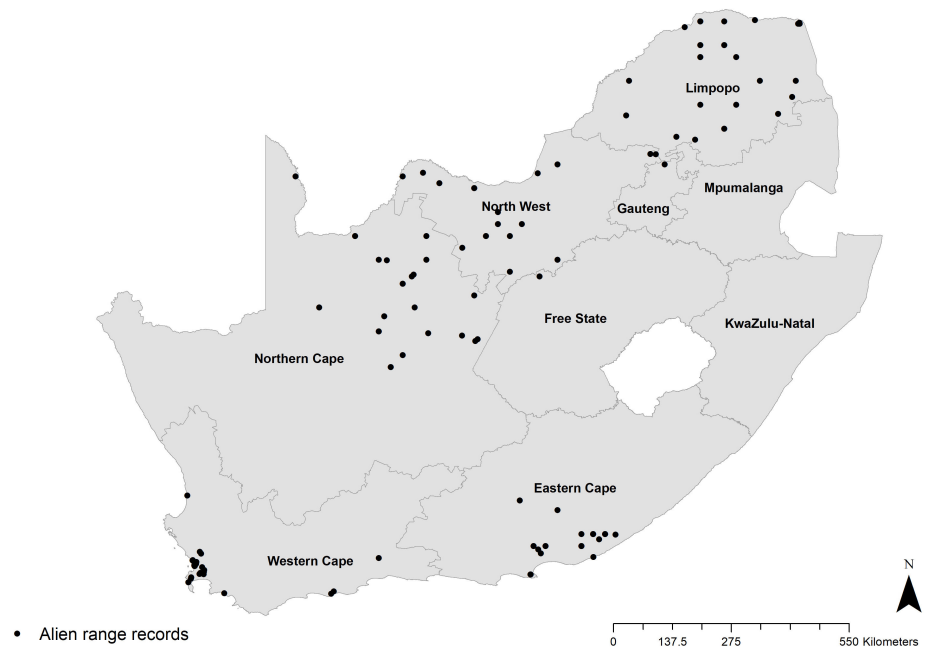 Limpopo
Mpumalanga
North West
Gauteng
Free State
KwaZulu-Natal
Northern Cape
Eastern Cape
Western Cape
N
Alien range records
0 137.5 275 550 Kilometers